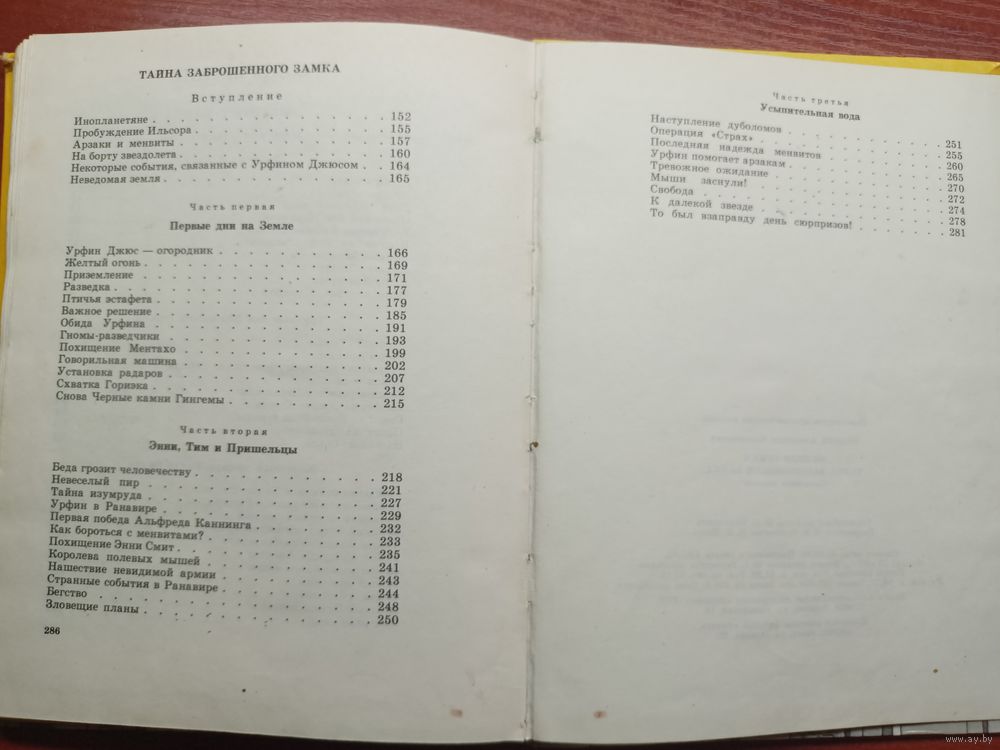 ТАЙНА ЗАБРОШЕННОГО ЗАМКА
Вступление
Инопланетяне . . . . . . . . . . . . . . 152
Пробуждение Ильсора . . . . . . . . . . . 155
Арзаки и менвиты . . . . . . . . . . . . 157
На борту звездолета . . . . . . . . . . . 160
Некоторые события, связанные с Урфином Джюсом . . 164
Неведомая земля . . . . . . . . . . . . . 165
Часть первая
Первые дни на Земле
Урфин Джюс — огородник . . . . . . . . . . 166
Желтый огонь . . . . . . . . . . . . . . 169
Приземление . . . . . . . . . . . . . . 171
Разведка . . . . . . . . . . . . . . . 177
Птичья эстафета . . . . . . . . . . . . . 179
Важное решение . . . . . . . . . . . . . 185
Обида Урфина . . . . . . . . . . . . . . 191
Гномы-разведчики . . . . . . . . . . . . 193
Похищение Ментахо . . . . . . . . . . . . 199
Говорильная машина . . . . . . . . . . . 202
Установка радаров . . . . . . . . . . . . 207
Схватка Гориэка . . . . . . . . . . . . . 212
Снова Черные камни Гингемы . . . . . . . . . 215
Часть вторая
Энни, Тим и Пришельцы
Беда грозит человечеству . . . . . . . . . . 218
Невеселый пир . . . . . . . . . . . . . . 221
Тайна изумруда . . . . . . . . . . . . . 227
Урфин в Ранавире . . . . . . . . . . . . 229
Первая победа Альфреда Каннинга . . . . . . . 232
Как бороться с менвитами? . . . . . . . . . 233
Похищение Энни Смит . . . . . . . . . . . 235
Королева полевых мышей . . . . . . . . . . 241
Нашествие невидимой армии . . . . . . . . . 243
Странные события в Ранавире . . . . . . . . 244
Бегство . . . . . . . . . . . . . . . . 248
Зловещие планы . . . . . . . . . . . . . 250
286
Часть третья
Усыпительная вода
Наступление дуболомов . . . . . . . . . . 251
Операция «Страх» . . . . . . . . . . . . 255
Последняя надежда менвитов . . . . . . . . 260
Урфин помогает арзакам . . . . . . . . . . 265
Тревожное ожидание . . . . . . . . . . . 270
Мыши заснули! . . . . . . . . . . . . . 272
Свобода . . . . . . . . . . . . . . . . 274
К далекой звезде . . . . . . . . . . . . 278
То был взаправду день сюрпризов! . . . . . . . 281
www.ay.by